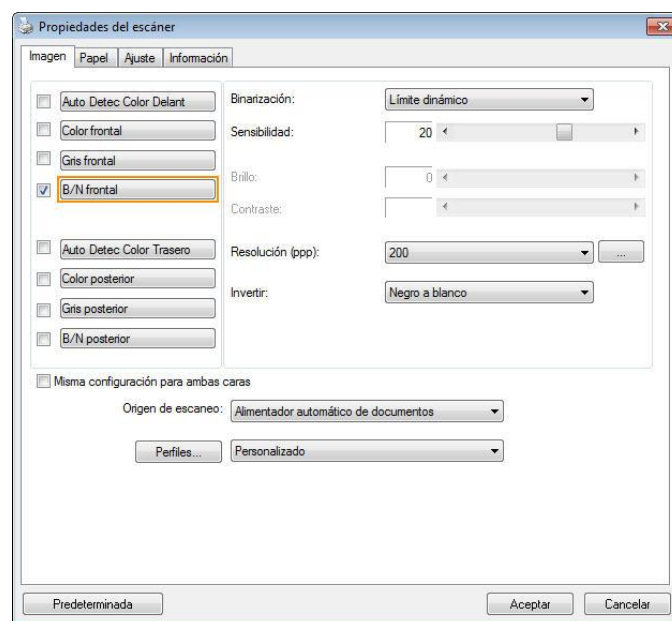 Propiedades del escáner
Imagen Papel Ajuste Información
Auto Detec Color Delant
Color frontal
Gris frontal
B/N frontal
Auto Detec Color Trasero
Color posterior
Gris posterior
B/N posterior
Binarización: Límite dinámico
Sensibilidad: 20
Brillo: 0
Contraste:
Resolución (ppp): 200 ...
Invertir: Negro a blanco
Misma configuración para ambas caras
Origen de escaneo: Alimentador automático de documentos
Perfiles... Personalizado
Predeterminada Aceptar Cancelar